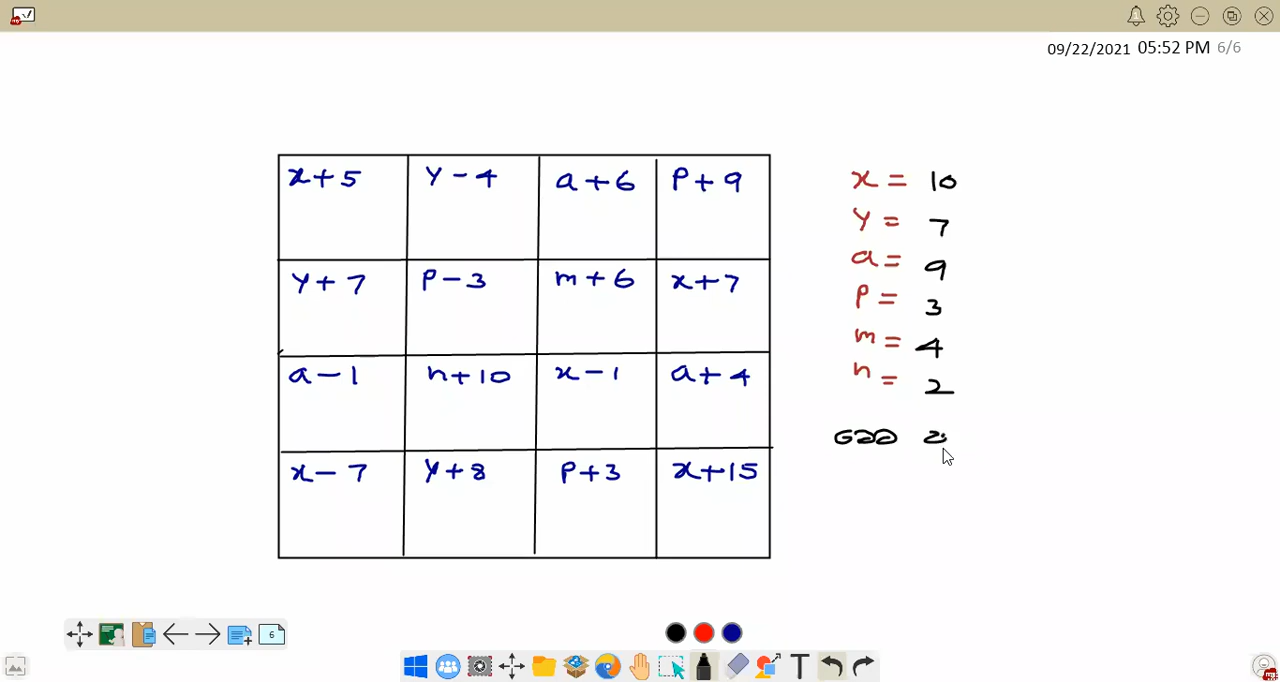 09/22/2021 05:52 PM 6/6
x+5 y-4 a+6 p+9
y+7 p-3 m+6 x+7
a-1 n+10 x-1 a+4
x-7 y+8 p+3 x+15
x= 10
y= 7
a= 9
p= 3
m= 4
n= 2
6
T